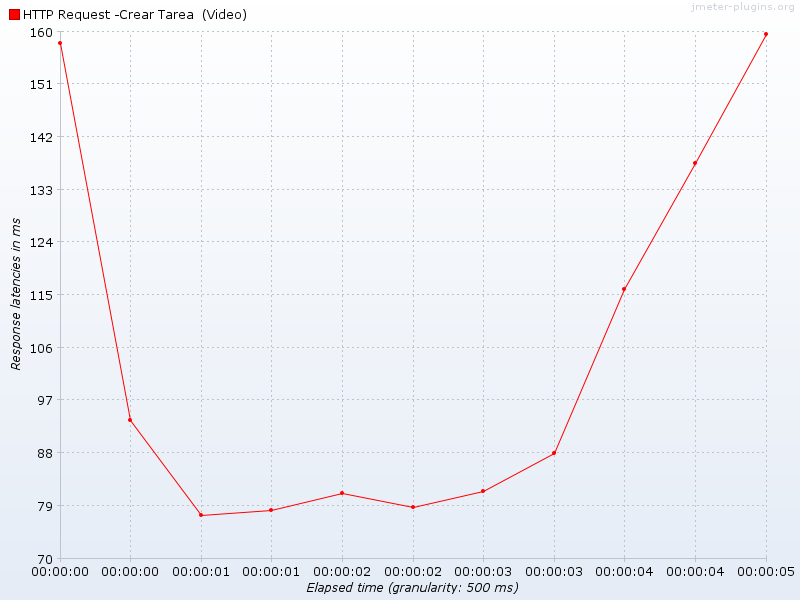 jmeter-plugins.org
HTTP Request -Crear Tarea  (Video)
160
151
142
133
124
115
106
97
88
79
70
Response latencies in ms
00:00:00 00:00:00 00:00:01 00:00:01 00:00:02 00:00:02 00:00:03 00:00:03 00:00:04 00:00:04 00:00:05
Elapsed time (granularity: 500 ms)